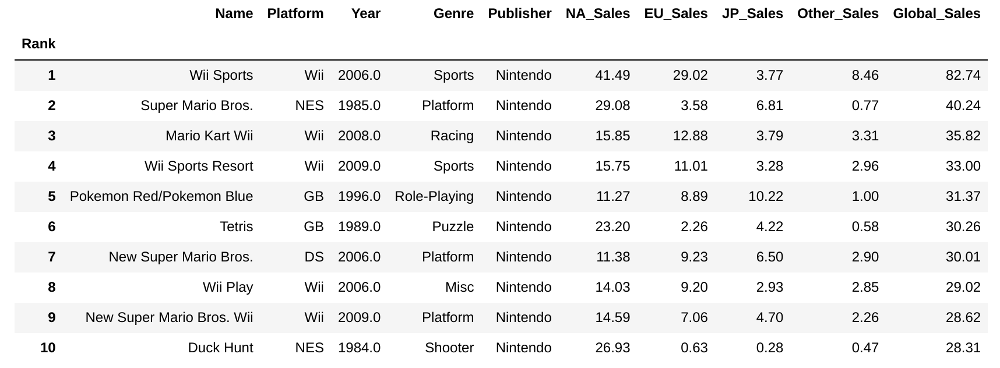 Name Platform Year Genre Publisher NA_Sales EU_Sales JP_Sales Other_Sales Global_Sales
Rank
1 Wii Sports Wii 2006.0 Sports Nintendo 41.49 29.02 3.77 8.46 82.74
2 Super Mario Bros. NES 1985.0 Platform Nintendo 29.08 3.58 6.81 0.77 40.24
3 Mario Kart Wii Wii 2008.0 Racing Nintendo 15.85 12.88 3.79 3.31 35.82
4 Wii Sports Resort Wii 2009.0 Sports Nintendo 15.75 11.01 3.28 2.96 33.00
5 Pokemon Red/Pokemon Blue GB 1996.0 Role-Playing Nintendo 11.27 8.89 10.22 1.00 31.37
6 Tetris GB 1989.0 Puzzle Nintendo 23.20 2.26 4.22 0.58 30.26
7 New Super Mario Bros. DS 2006.0 Platform Nintendo 11.38 9.23 6.50 2.90 30.01
8 Wii Play Wii 2006.0 Misc Nintendo 14.03 9.20 2.93 2.85 29.02
9 New Super Mario Bros. Wii Wii 2009.0 Platform Nintendo 14.59 7.06 4.70 2.26 28.62
10 Duck Hunt NES 1984.0 Shooter Nintendo 26.93 0.63 0.28 0.47 28.31